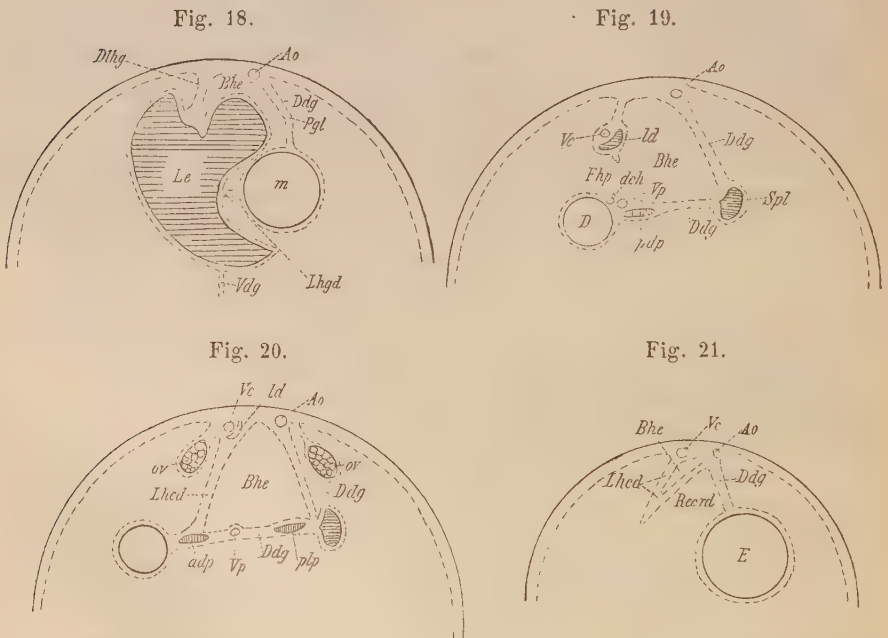 Fig. 18.
Dlhg
Bhe
Ao
Ddg
Pgl
Le
m
Vdg
Lhgd
Fig. 19.
Ao
Vc
ld
Ddg
Bhe
Fhp
dch
Vp
Spl
D
Ddg
pdp
Fig. 20.
Vc
ld
Ao
ov
ov
Lhcd
Bhe
Ddg
adp
Vp
Ddg
plp
Fig. 21.
Bhe
Vc
Ao
Lhcd
Ddg
Recrd
E